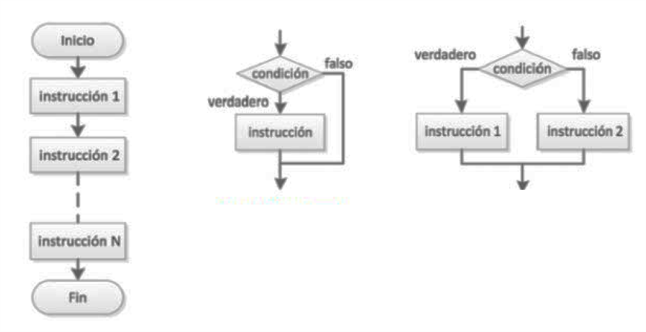 Inicio
instrucción 1
instrucción 2
instrucción N
Fin
condición
falso
verdadero
instrucción
verdadero
condición
falso
instrucción 1
instrucción 2